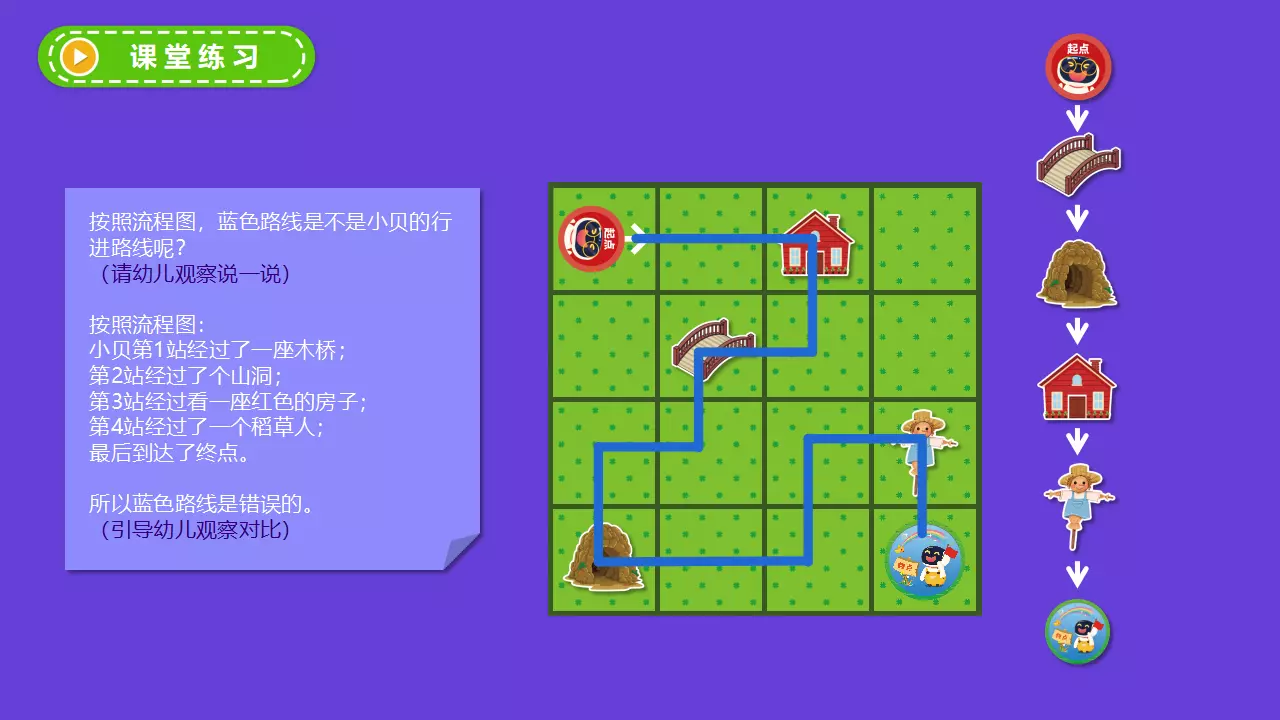 课堂练习
起点
按照流程图，蓝色路线是不是小贝的行
进路线呢？
（请幼儿观察说一说）
按照流程图：
小贝第1站经过了一座木桥；
第2站经过了个山洞；
第3站经过看一座红色的房子；
第4站经过了一个稻草人；
最后到达了终点。
所以蓝色路线是错误的。
（引导幼儿观察对比）
起点
终点
终点